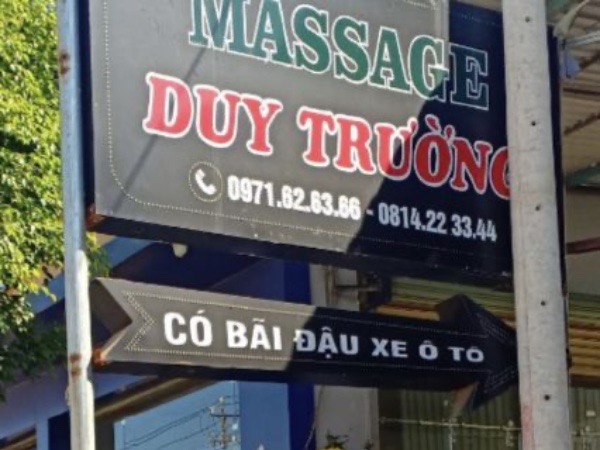 MASSAGE
DUY TRƯỜNG
0971.62.63.66 - 0814.22 33.44
CÓ BÃI ĐẬU XE Ô TÔ